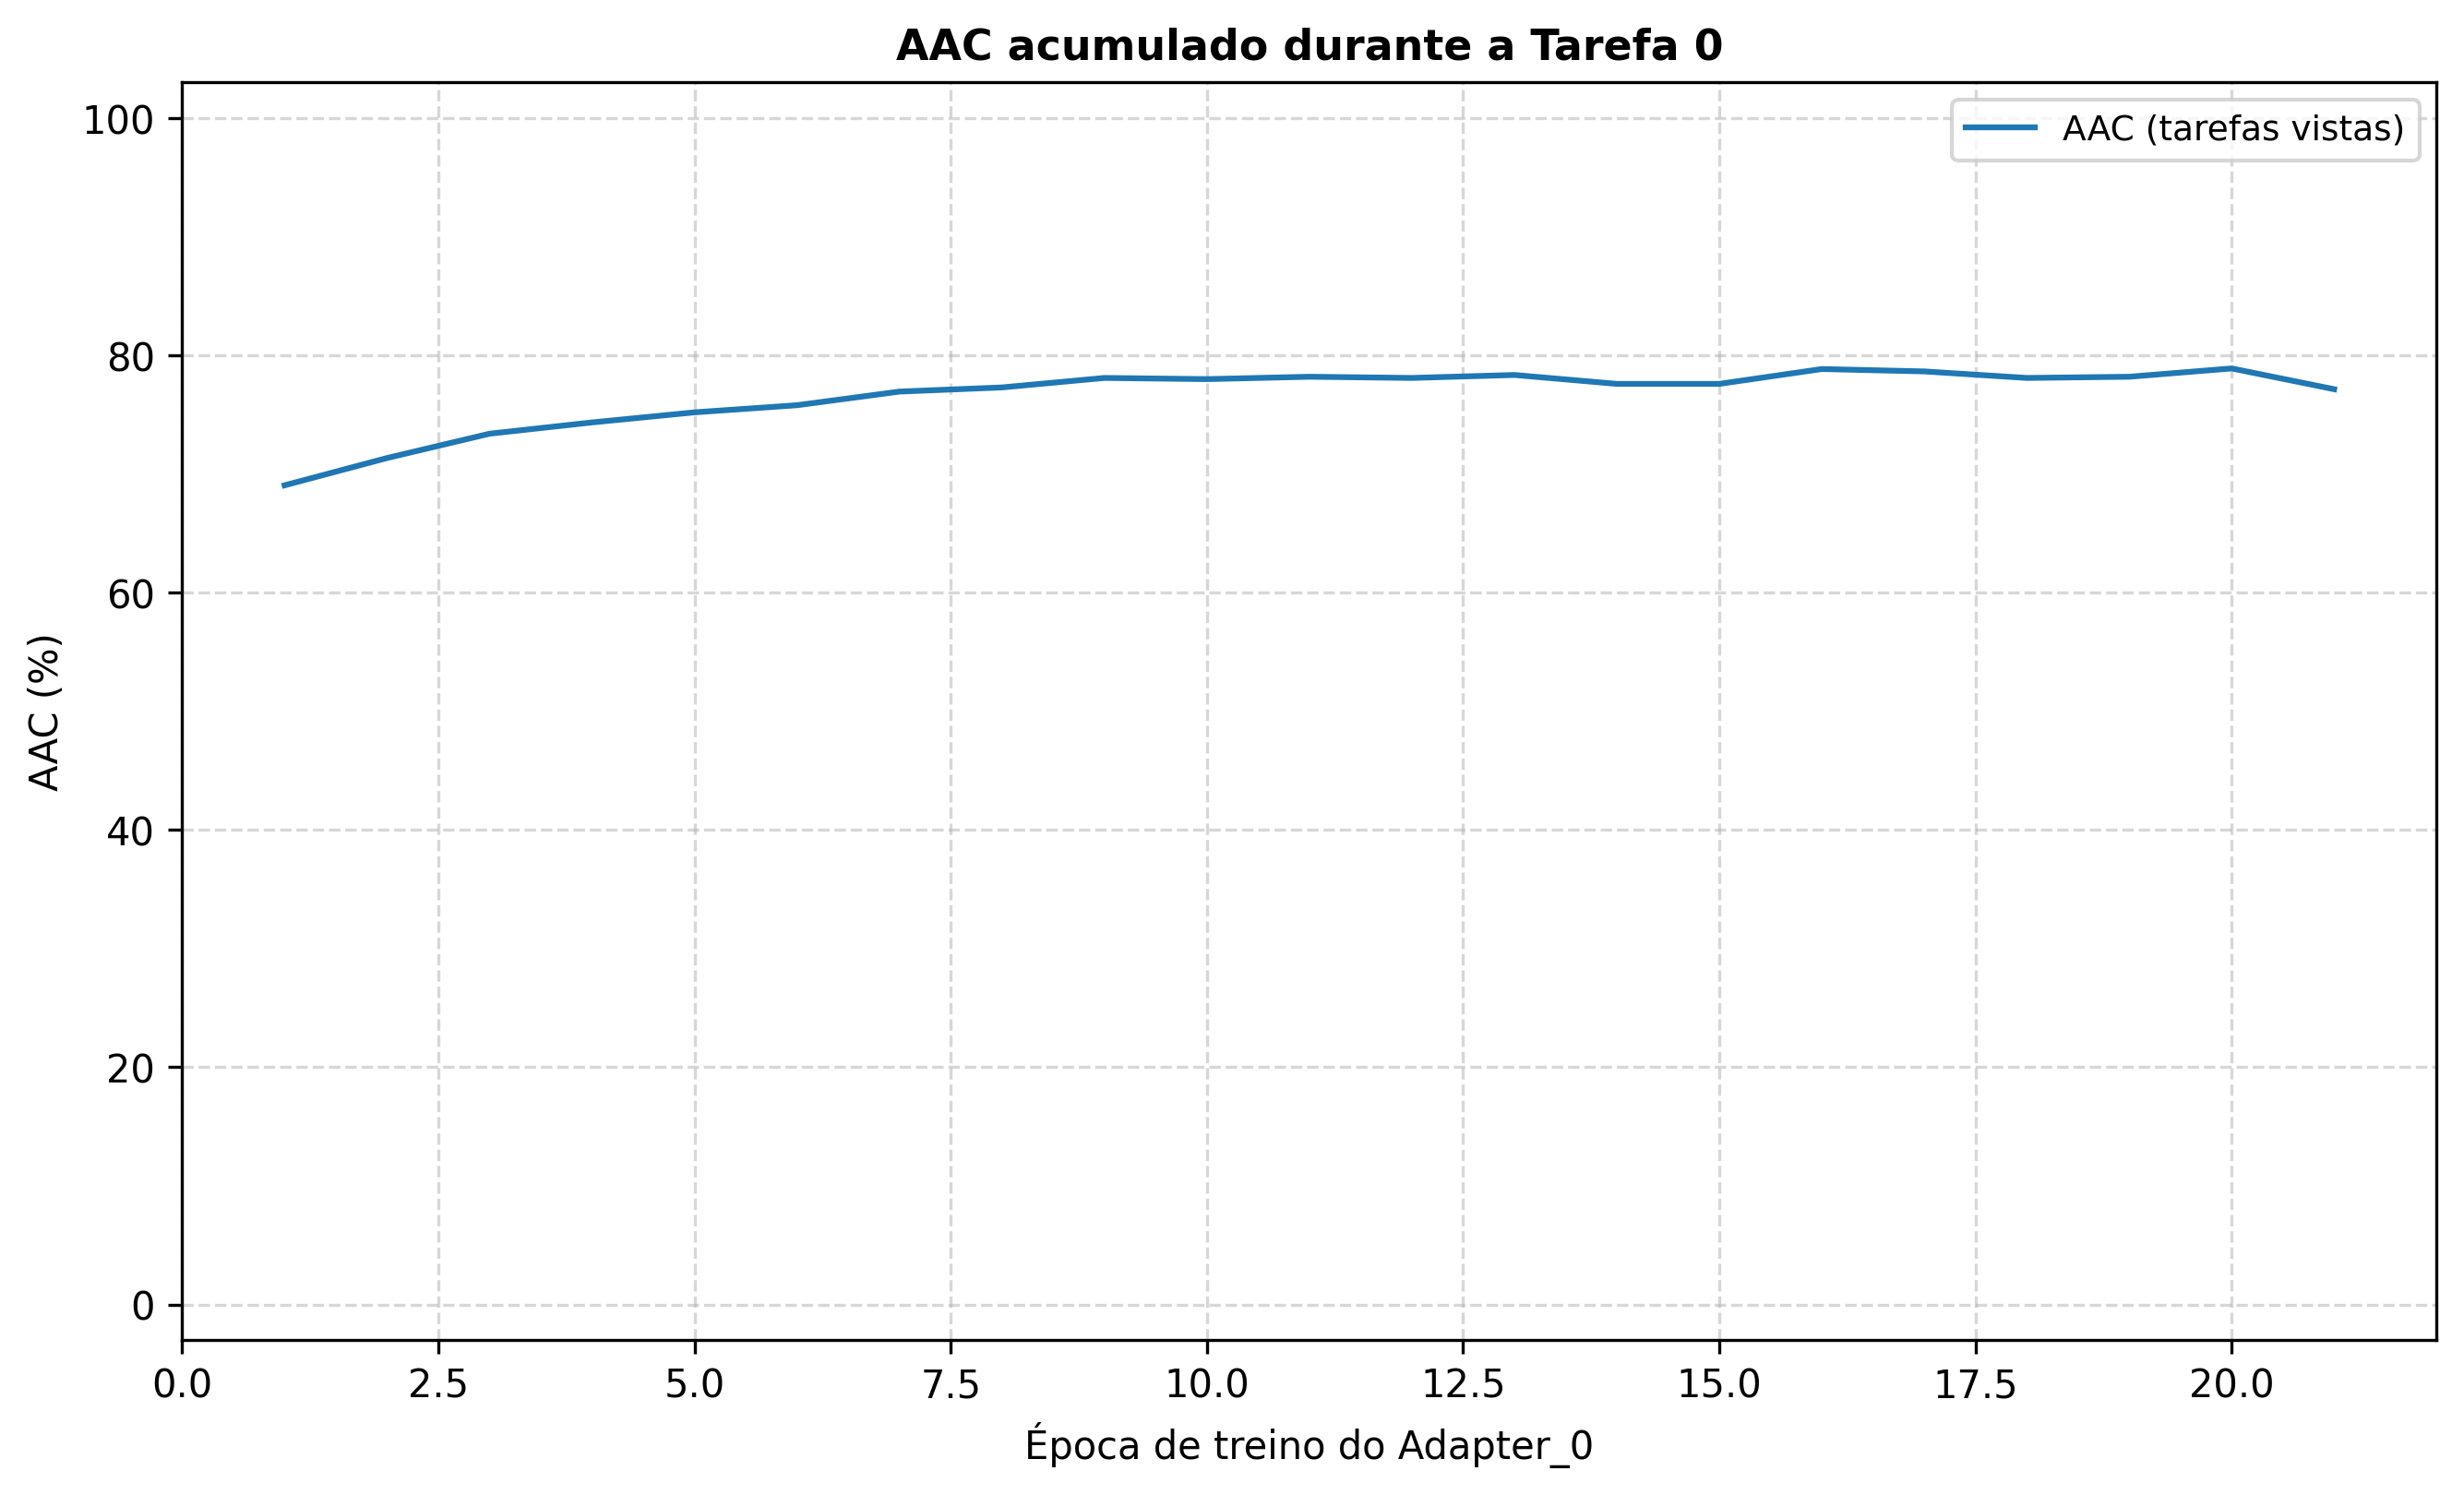 AAC acumulado durante a Tarefa 0
AAC (tarefas vistas)
AAC (%)
100
80
60
40
20
0
0.0 2.5 5.0 7.5 10.0 12.5 15.0 17.5 20.0
Época de treino do Adapter_0